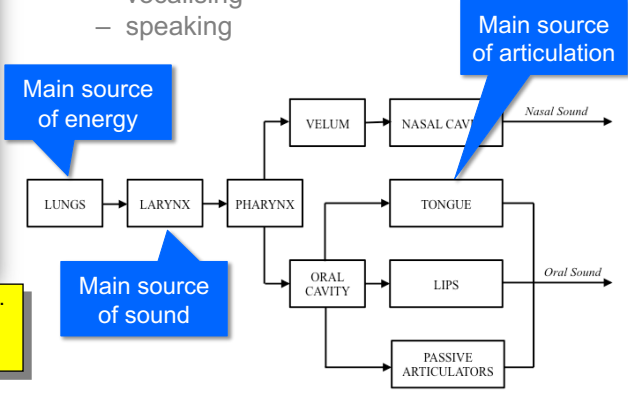 – speaking
Main source
of articulation
Main source
of energy
VELUM
Nasal Sound
LUNGS
LARYNX
PHARYNX
TONGUE
ORAL
CAVITY
LIPS
Oral Sound
Main source
of sound
PASSIVE
ARTICULATORS